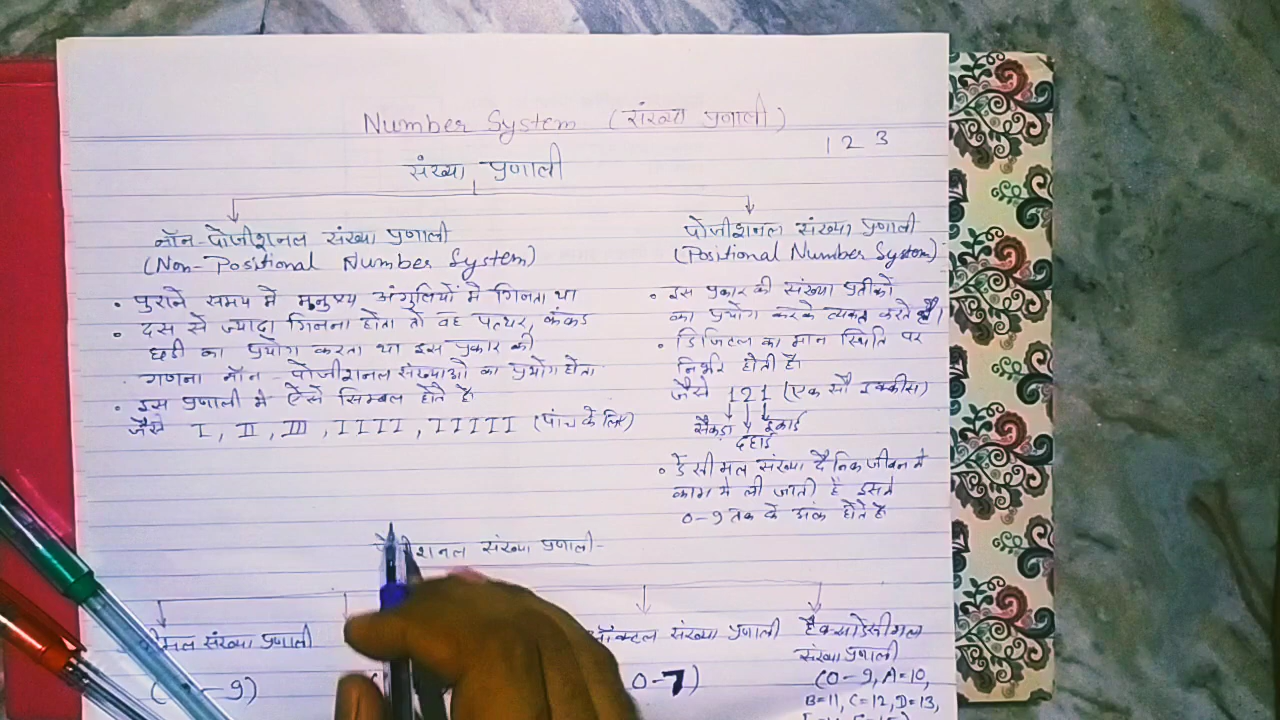 Number System (संख्या प्रणाली)
1 2 3
संख्या प्रणाली
नॉन-पोजीशनल संख्या प्रणाली
(Non-Positional Number System)
• पुराने समय में मनुष्य अंगुलियों में गिनता था
• दस से ज्यादा गिनना होता तो वह पत्थर, कंकड
छडी का प्रयोग करता था इस प्रकार की
गणना नॉन-पोजीशनल संख्याओं का प्रयोग होता
• इस प्रणाली में ऐसे सिम्बल होते है।
जैसे I, II, III, IIII, IIIII (पांच के लिए)
पोजीशनल संख्या प्रणाली
(Positional Number System)
• इस प्रकार की संख्या प्रतीकों
का प्रयोग करके व्यक्त करते है।
• डिजिटल का मान स्थिति पर
निर्भर होती है।
जैसे 121 (एक सौ इक्कीस)
सैकड़ा इकाई
दहाई
• डेसीमल संख्या दैनिक जीवन में
काम में ली जाती है इसमें
0-9 तक के अंक होते है
शनल संख्या प्रणाली-
मल संख्या प्रणाली
( - 9)
ऑक्टल संख्या प्रणाली
0-7)
हैक्साडेसीमल
संख्या प्रणाली
(0-9, A=10,
B=11, C=12, D=13,